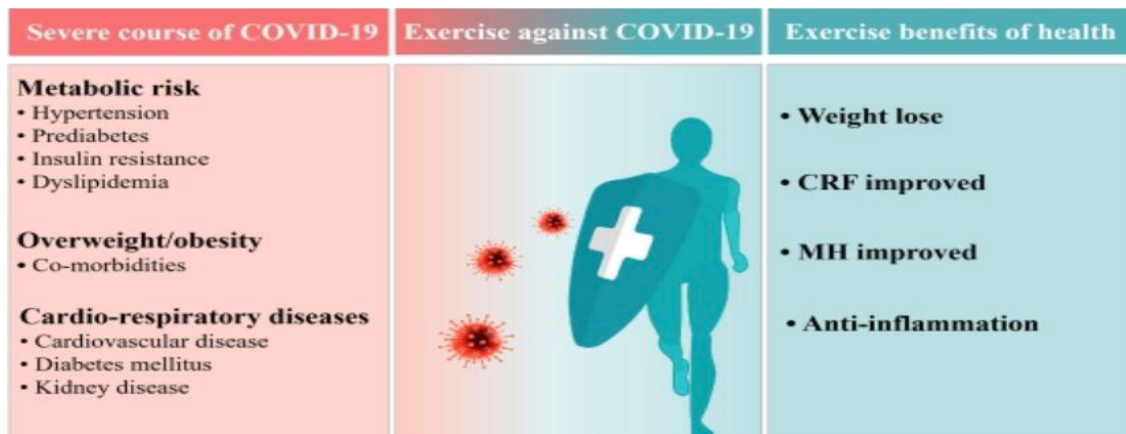 Severe course of COVID-19
Exercise against COVID-19
Exercise benefits of health
Metabolic risk
• Hypertension
• Prediabetes
• Insulin resistance
• Dyslipidemia
Overweight/obesity
• Co-morbidities
Cardio-respiratory diseases
• Cardiovascular disease
• Diabetes mellitus
• Kidney disease
• Weight lose
• CRF improved
• MH improved
• Anti-inflammation